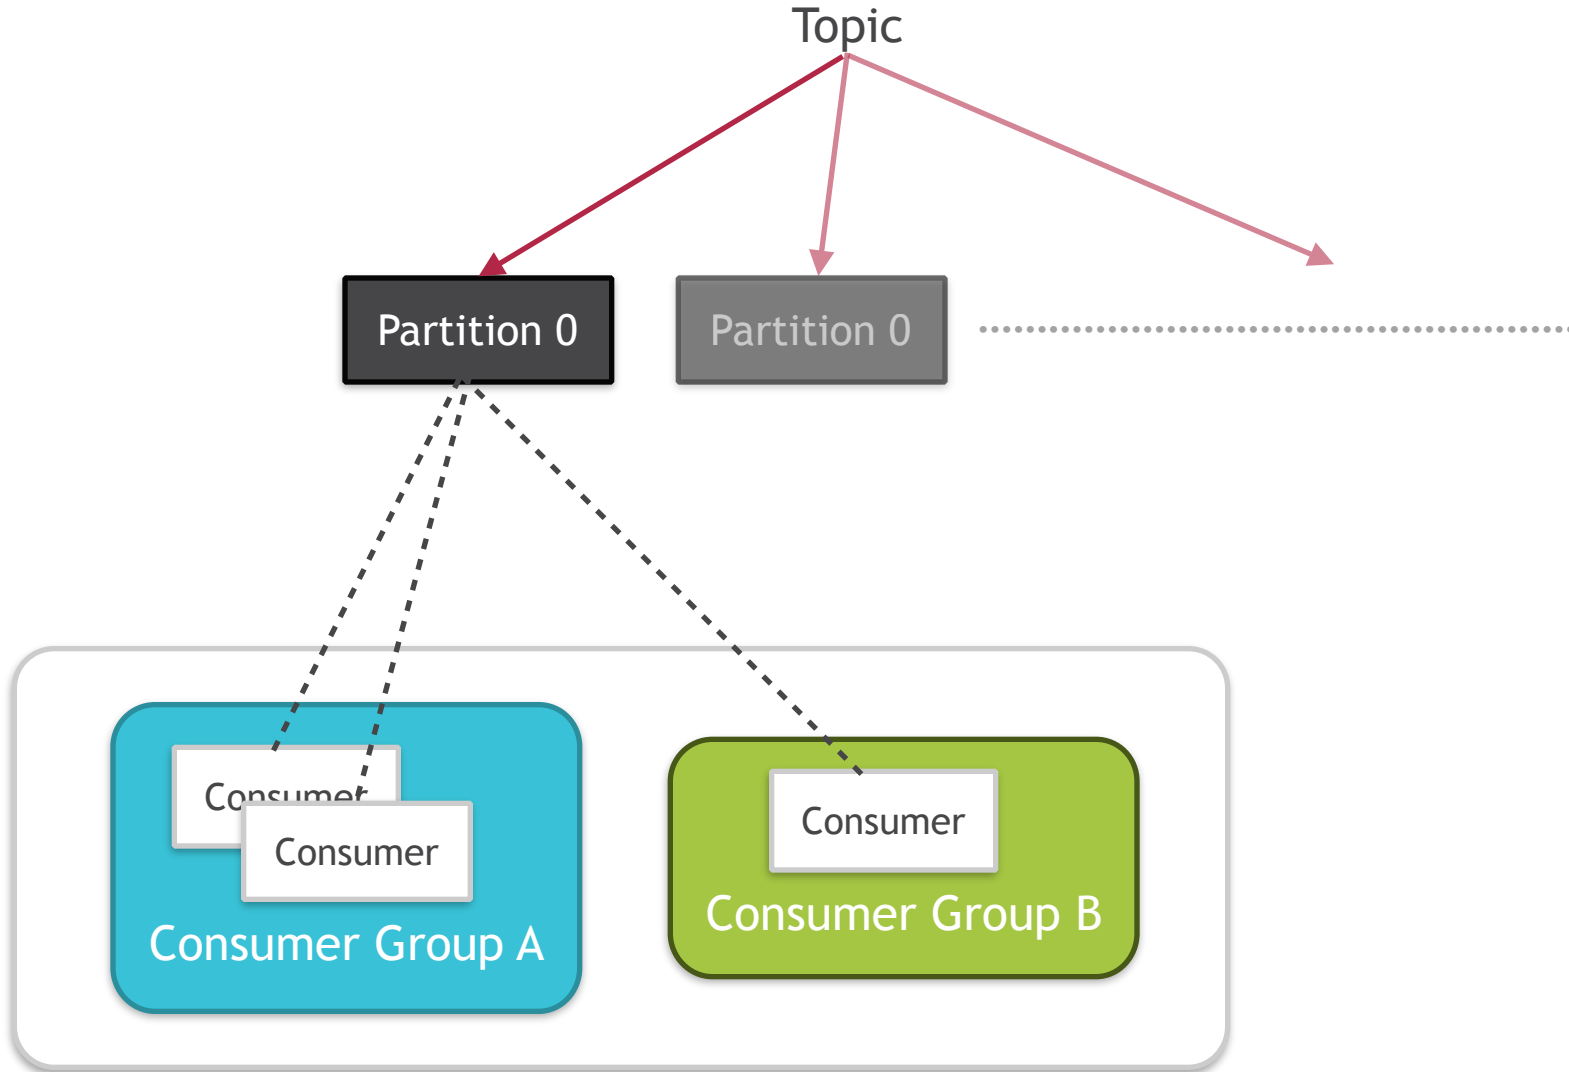 Topic
Partition 0
Partition 0
Consumer
Consumer
Consumer Group A
Consumer
Consumer Group B